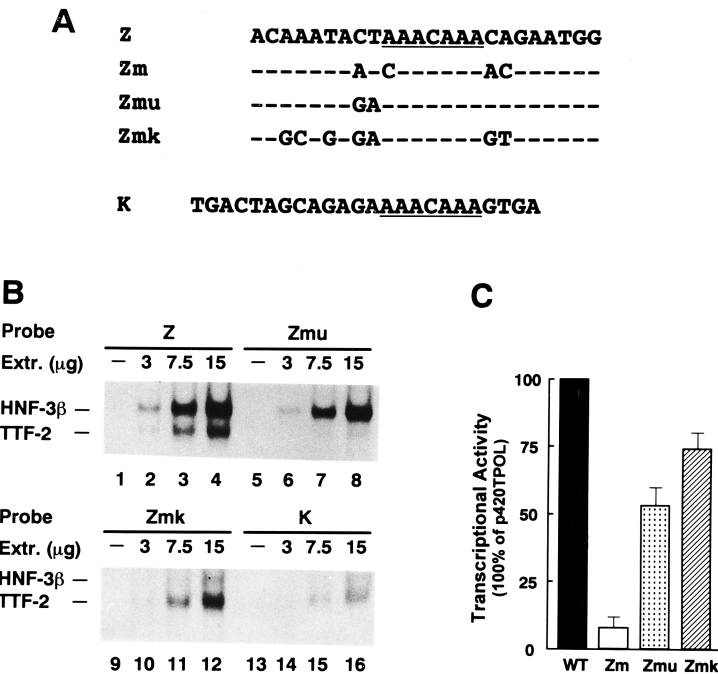 A
Z ACAAATACTAAACAAACAGAATGG
Zm -------A-C------AC------
Zmu -------GA---------------
Zmk --GC-G-GA-------GT------
K TGACTAGCAGAGAAAACAAAGTGA
B
Probe Z Zmu
Extr. (µg) – 3 7.5 15 – 3 7.5 15
HNF-3β –
TTF-2 –
1 2 3 4 5 6 7 8
Probe Zmk K
Extr. (µg) – 3 7.5 15 – 3 7.5 15
HNF-3β –
TTF-2 –
9 10 11 12 13 14 15 16
C
Transcriptional Activity
(100% of p420TPOL)
100
75
50
25
0
WT Zm Zmu Zmk